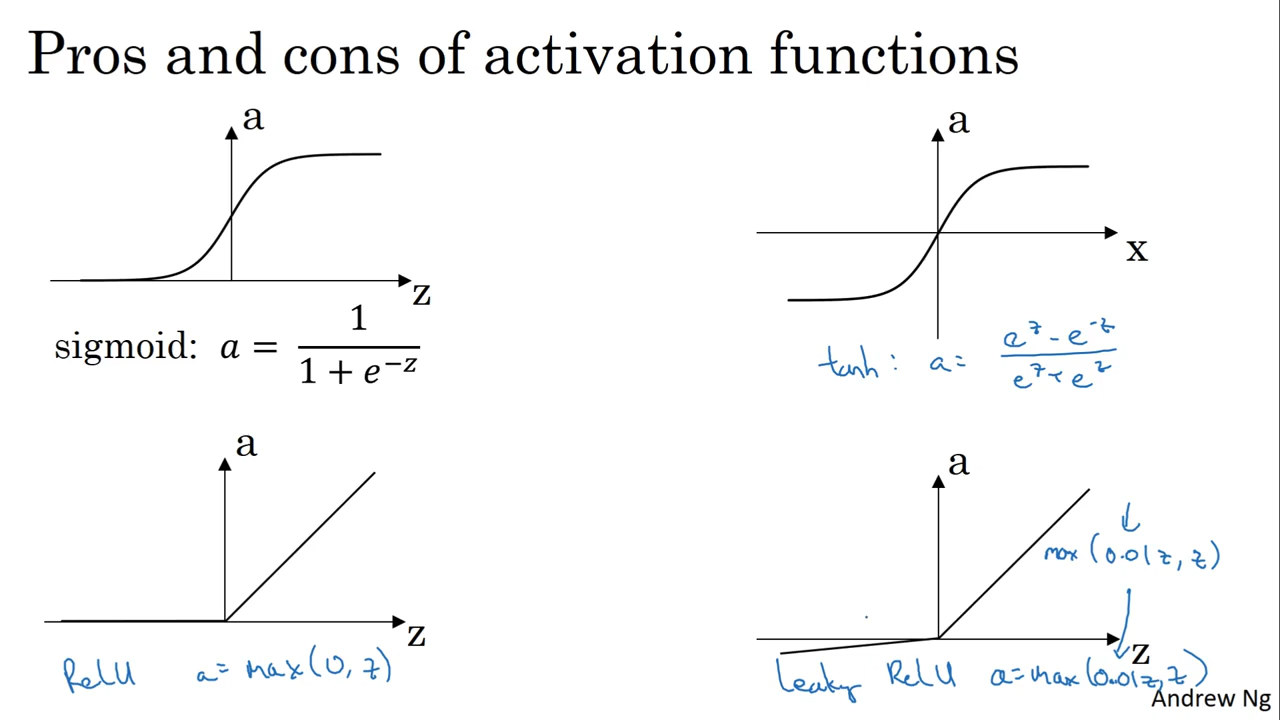 Pros and cons of activation functions
a
z
sigmoid: a = 1 / (1 + e^−z)
a
x
tanh: a = (e^z - e^-z) / (e^z + e^z)
a
z
ReLU a = max(0, z)
a
max (0.01z, z)
z
Leaky ReLU a = max(0.01z, z)
Andrew Ng